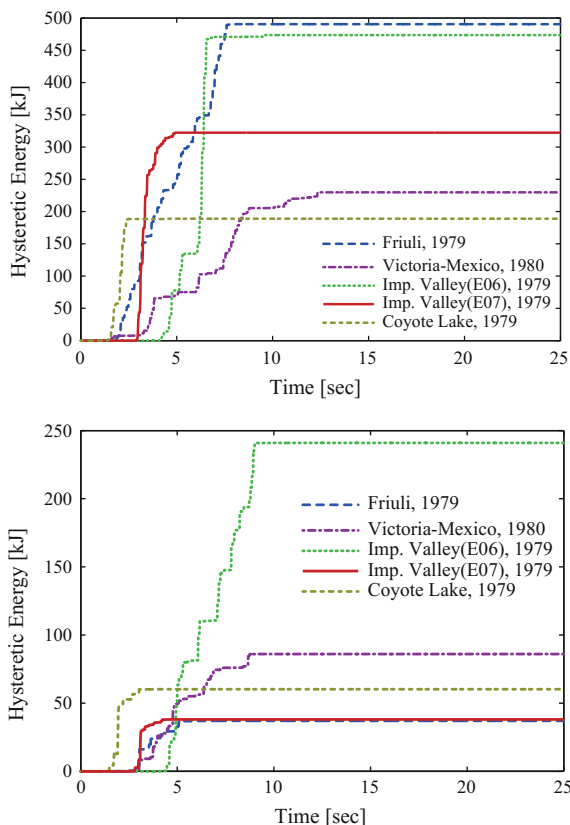 500
450
400
350
300
250
200
150
100
50
0
Hysteretic Energy [kJ]
Friuli, 1979
Victoria-Mexico, 1980
Imp. Valley(E06), 1979
Imp. Valley(E07), 1979
Coyote Lake, 1979
0 5 10 15 20 25
Time [sec]
250
200
150
100
50
0
Hysteretic Energy [kJ]
Friuli, 1979
Victoria-Mexico, 1980
Imp. Valley(E06), 1979
Imp. Valley(E07), 1979
Coyote Lake, 1979
0 5 10 15 20 25
Time [sec]